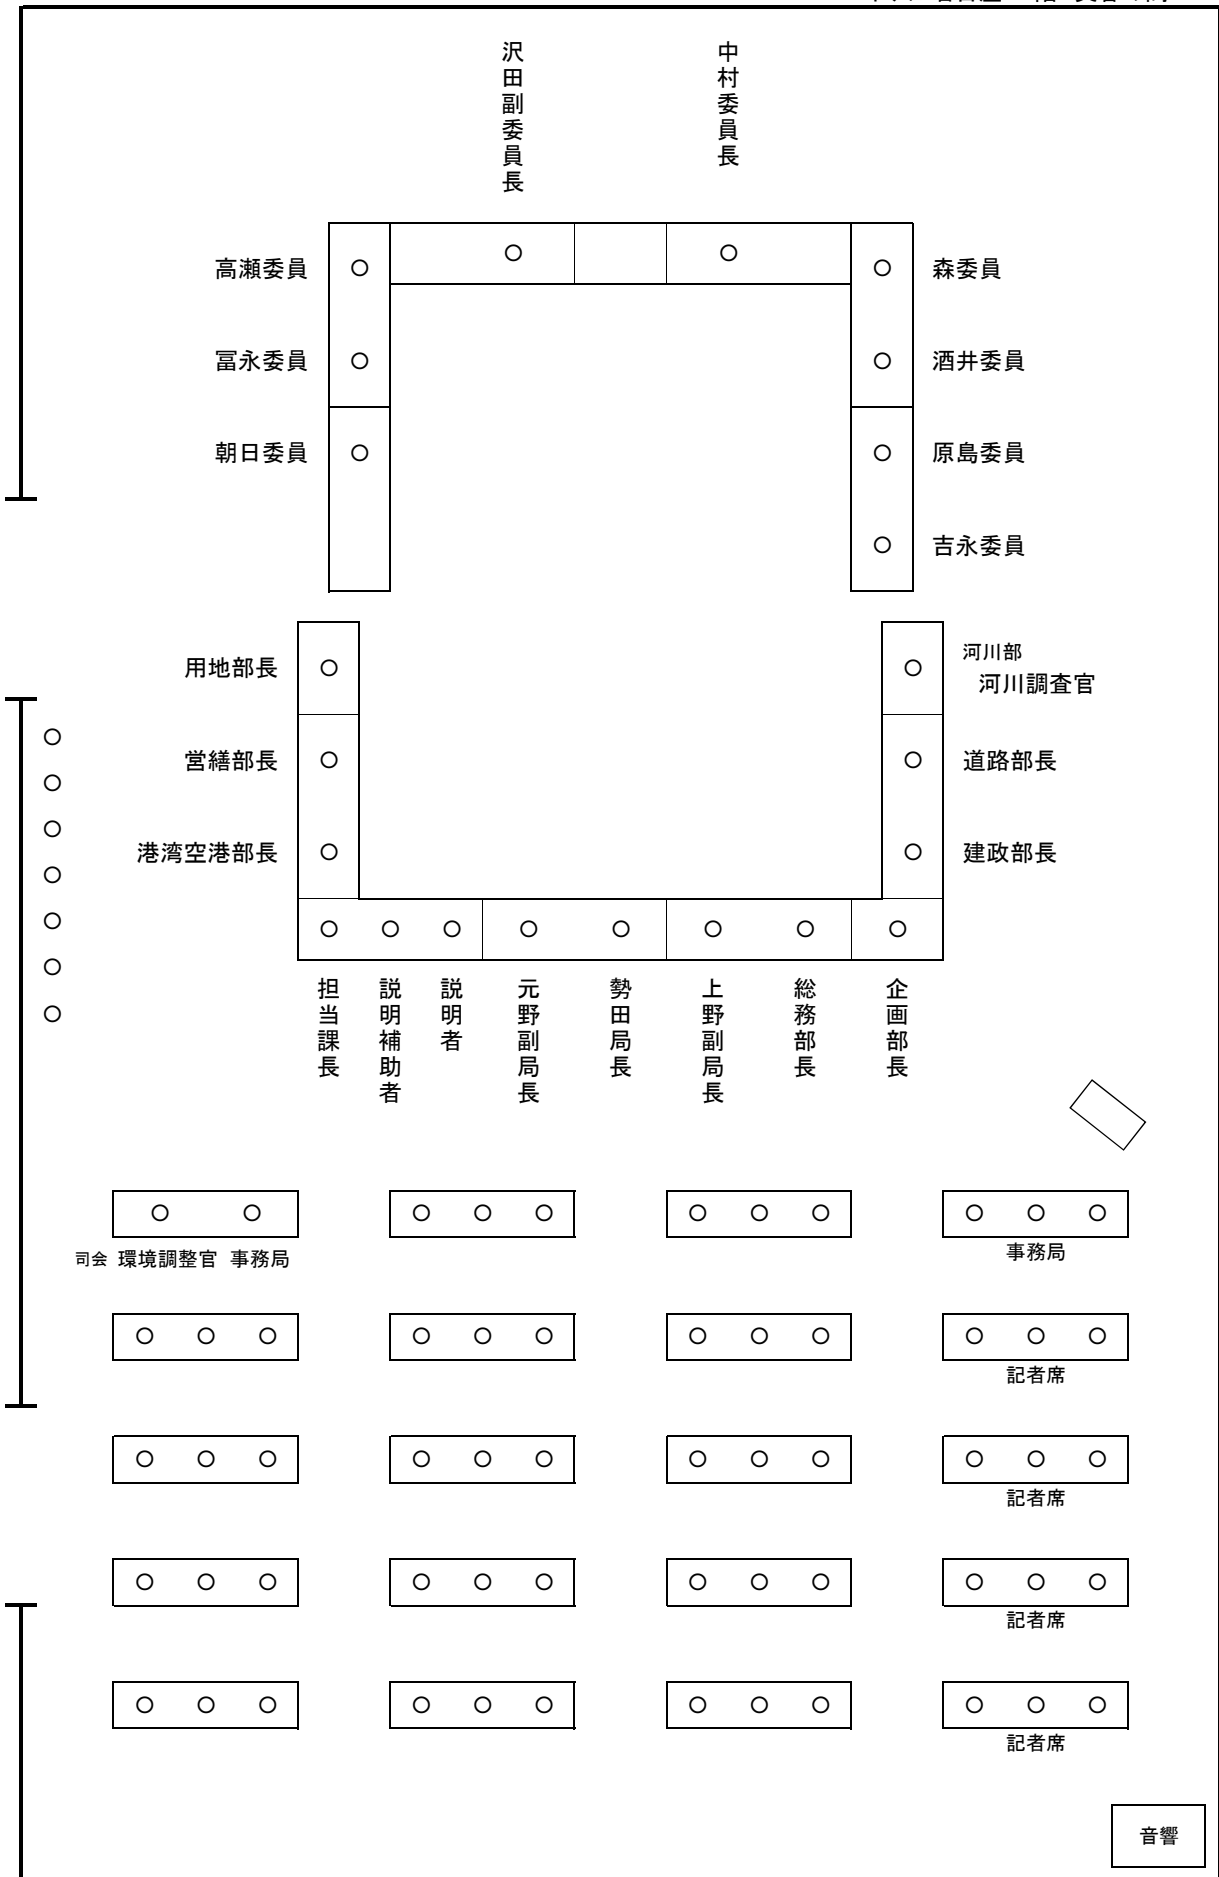 沢田副委員長
中村委員長
高瀬委員
森委員
冨永委員
酒井委員
朝日委員
原島委員
吉永委員
用地部長
河川部
河川調査官
営繕部長
道路部長
港湾空港部長
建政部長
担当課長
説明補助者
説明者
元野副局長
勢田局長
上野副局長
総務部長
企画部長
司会 環境調整官 事務局
事務局
記者席
記者席
記者席
記者席
音響